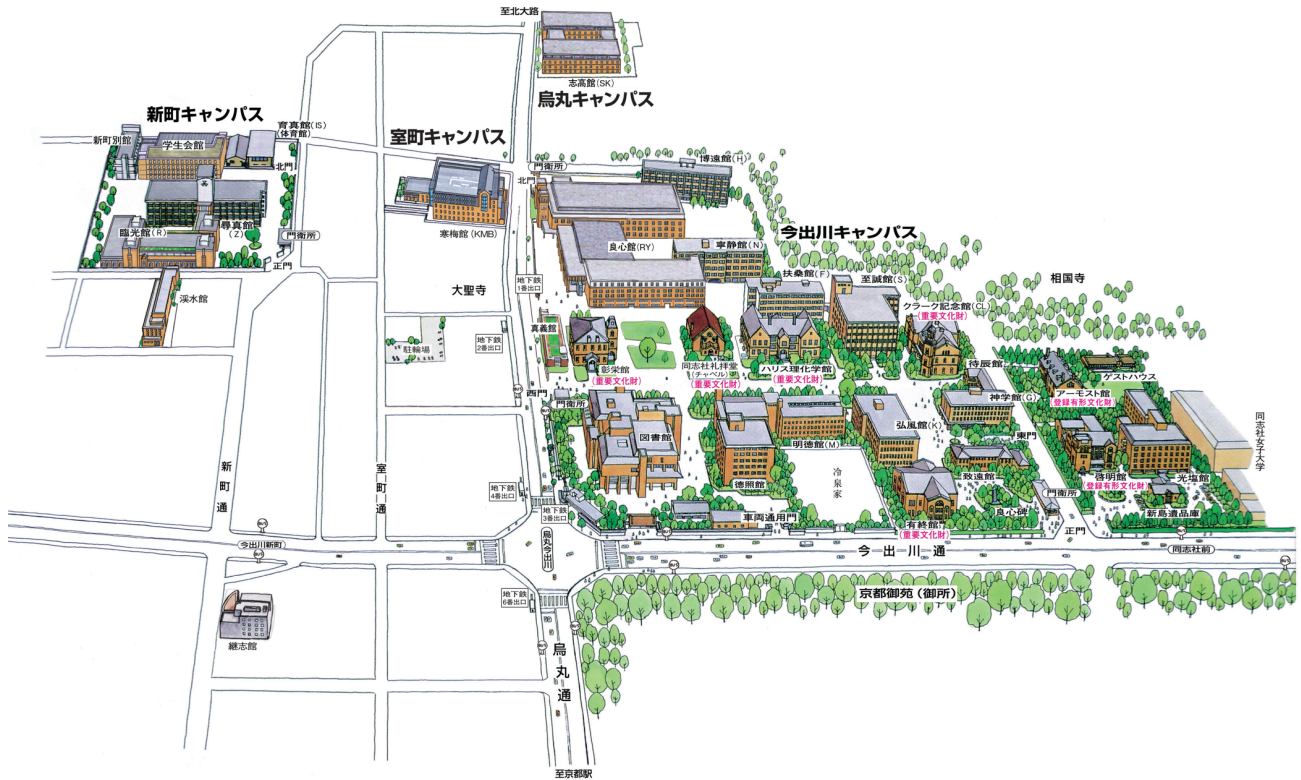 至北大路
志高館(SK)
烏丸キャンパス
新町キャンパス
育真館(IS)
(体育館)
新町別館
学生会館
北門
臨光館(R)
尋真館
(Z)
門衛所
正門
渓水館
室町キャンパス
寒梅館(KMB)
大聖寺
駐輪場
門衛所
北門
博遠館(H)
今出川キャンパス
良心館(RY)
寧静館(N)
扶桑館(F)
至誠館(S)
クラーク記念館(CL)
(重要文化財)
相国寺
地下鉄
1番出口
地下鉄
2番出口
真義館
彰栄館
(重要文化財)
同志社礼拝堂
(チャペル)
(重要文化財)
ハリス理化学館
(重要文化財)
待辰館
神学館(G)
アーモスト館
(登録有形文化財)
ゲストハウス
西門
門衛所
図書館
徳照館
明徳館(M)
弘風館(K)
東門
冷泉家
致遠館
良心碑
有終館
(重要文化財)
門衛所
正門
啓明館
(登録有形文化財)
光塩館
新島遺品庫
同志社女子大学
地下鉄
4番出口
地下鉄
3番出口
車両通用門
新町通
室町通
今出川新町
烏丸今出川
今出川通
同志社前
京都御苑(御所)
地下鉄
6番出口
継志館
烏丸通
至京都駅
BUS
BUS
BUS
BUS
BUS
BUS
BUS
BUS
BUS
BUS